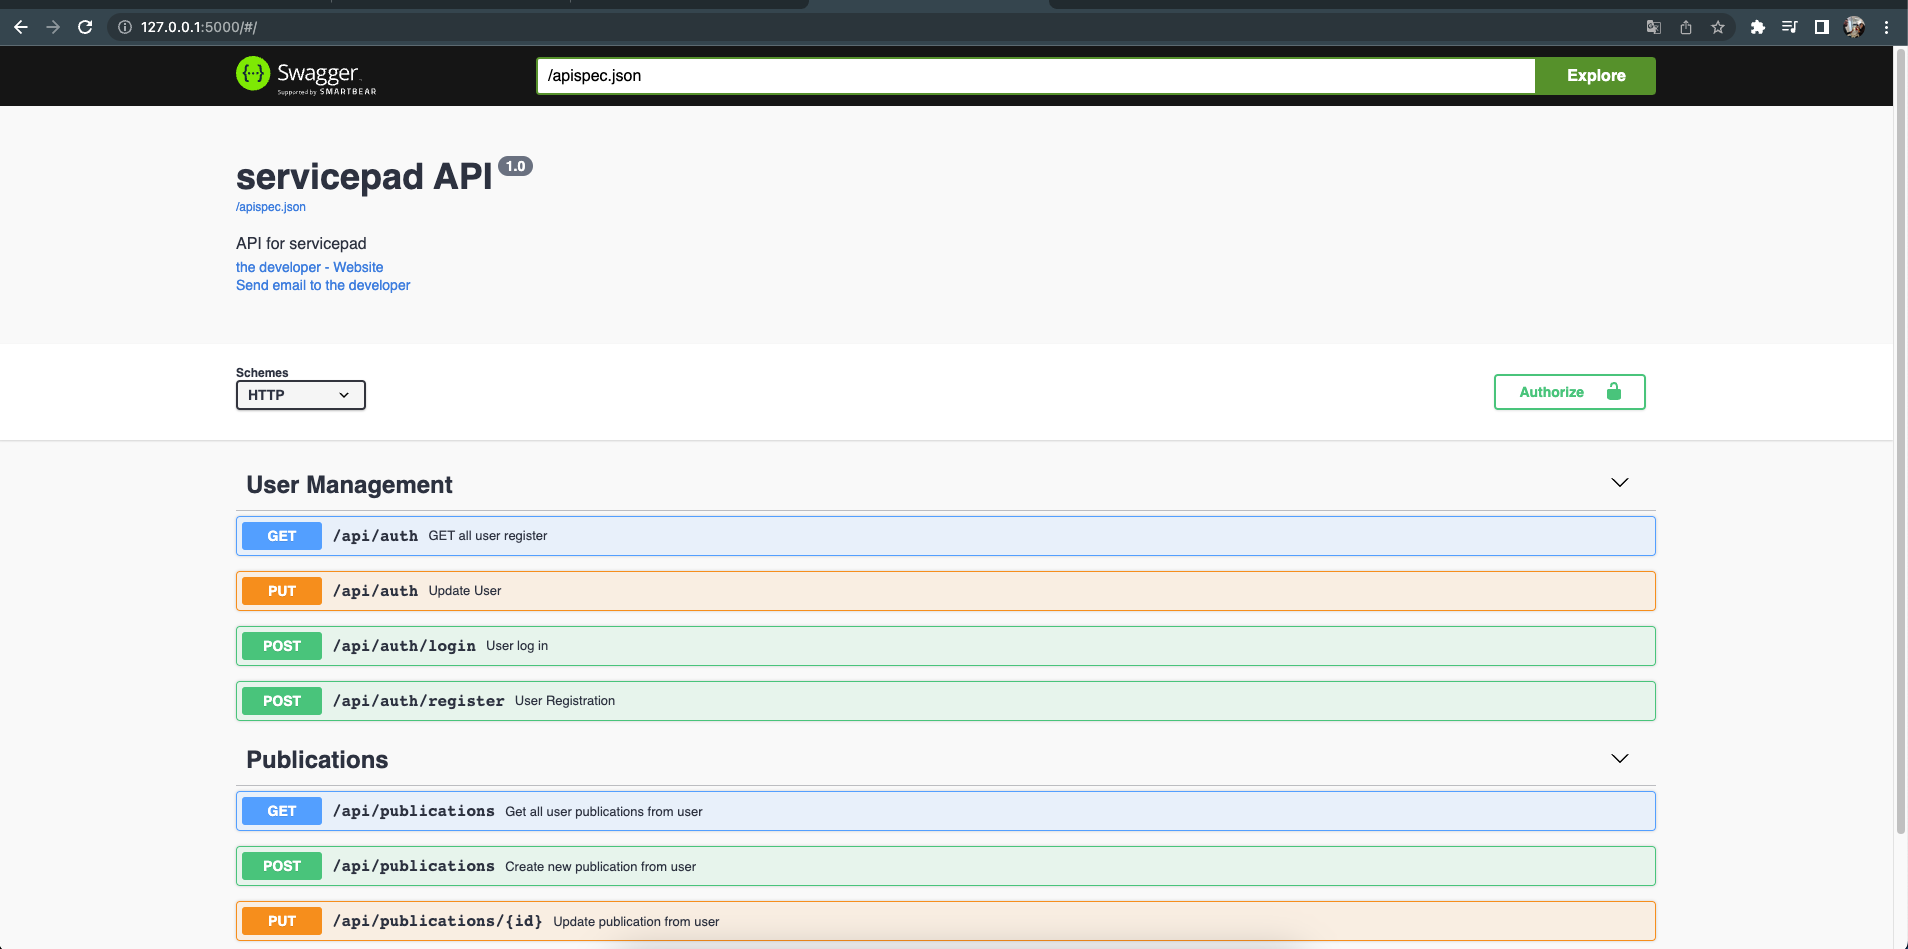 127.0.0.1:5000/#/
{··} Swagger
Supported by SMARTBEAR
/apispec.json
Explore
servicepad API 1.0
/apispec.json
API for servicepad
the developer - Website
Send email to the developer
Schemes
HTTP
Authorize
User Management
GET /api/auth GET all user register
PUT /api/auth Update User
POST /api/auth/login User log in
POST /api/auth/register User Registration
Publications
GET /api/publications Get all user publications from user
POST /api/publications Create new publication from user
PUT /api/publications/{id} Update publication from user